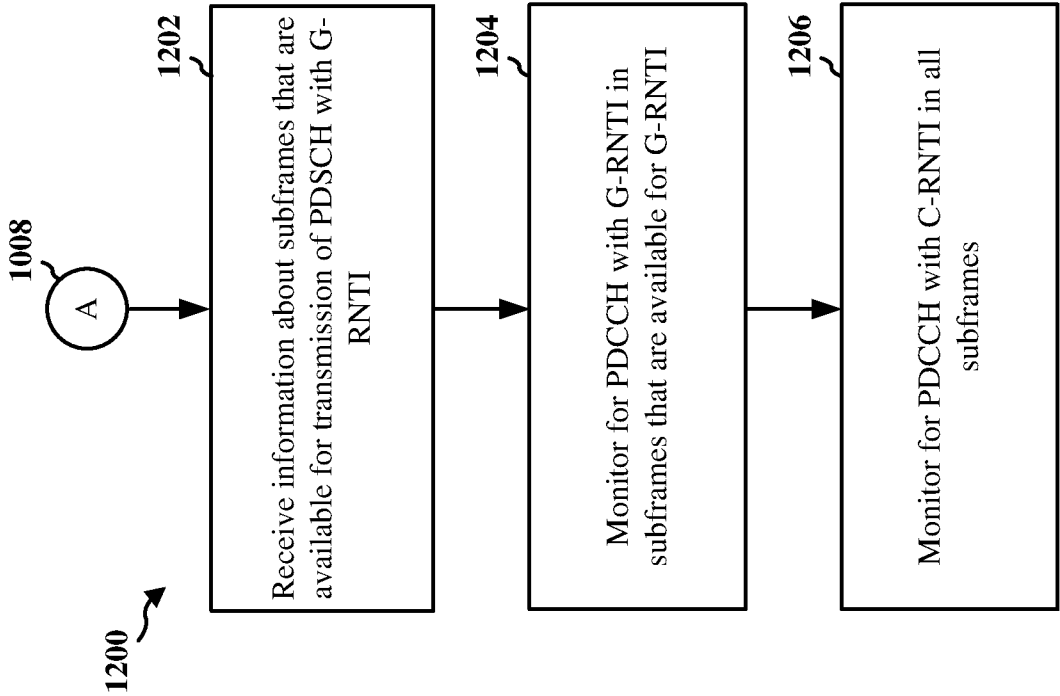 1200
1008
A
1202
Receive information about subframes that are
available for transmission of PDSCH with G-
RNTI
1204
Monitor for PDCCH with G-RNTI in
subframes that are available for G-RNTI
1206
Monitor for PDCCH with C-RNTI in all
subframes